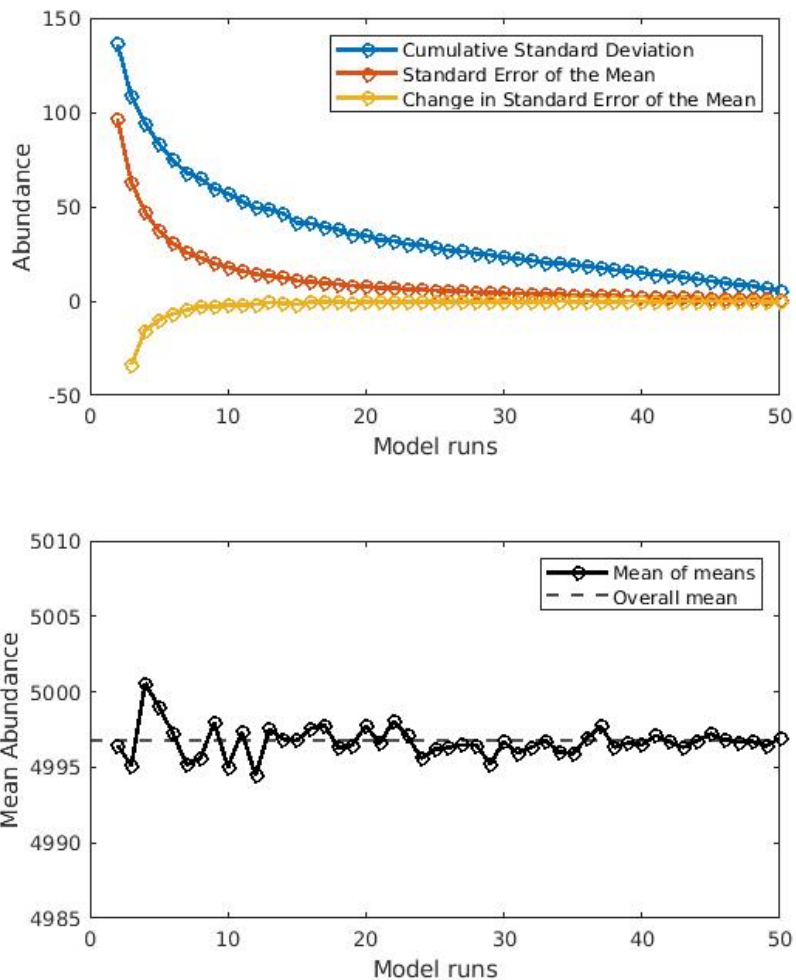 150
100
50
0
-50
Abundance
Cumulative Standard Deviation
Standard Error of the Mean
Change in Standard Error of the Mean
0 10 20 30 40 50
Model runs
5010
5005
5000
4995
4990
4985
Mean Abundance
Mean of means
Overall mean
0 10 20 30 40 50
Model runs